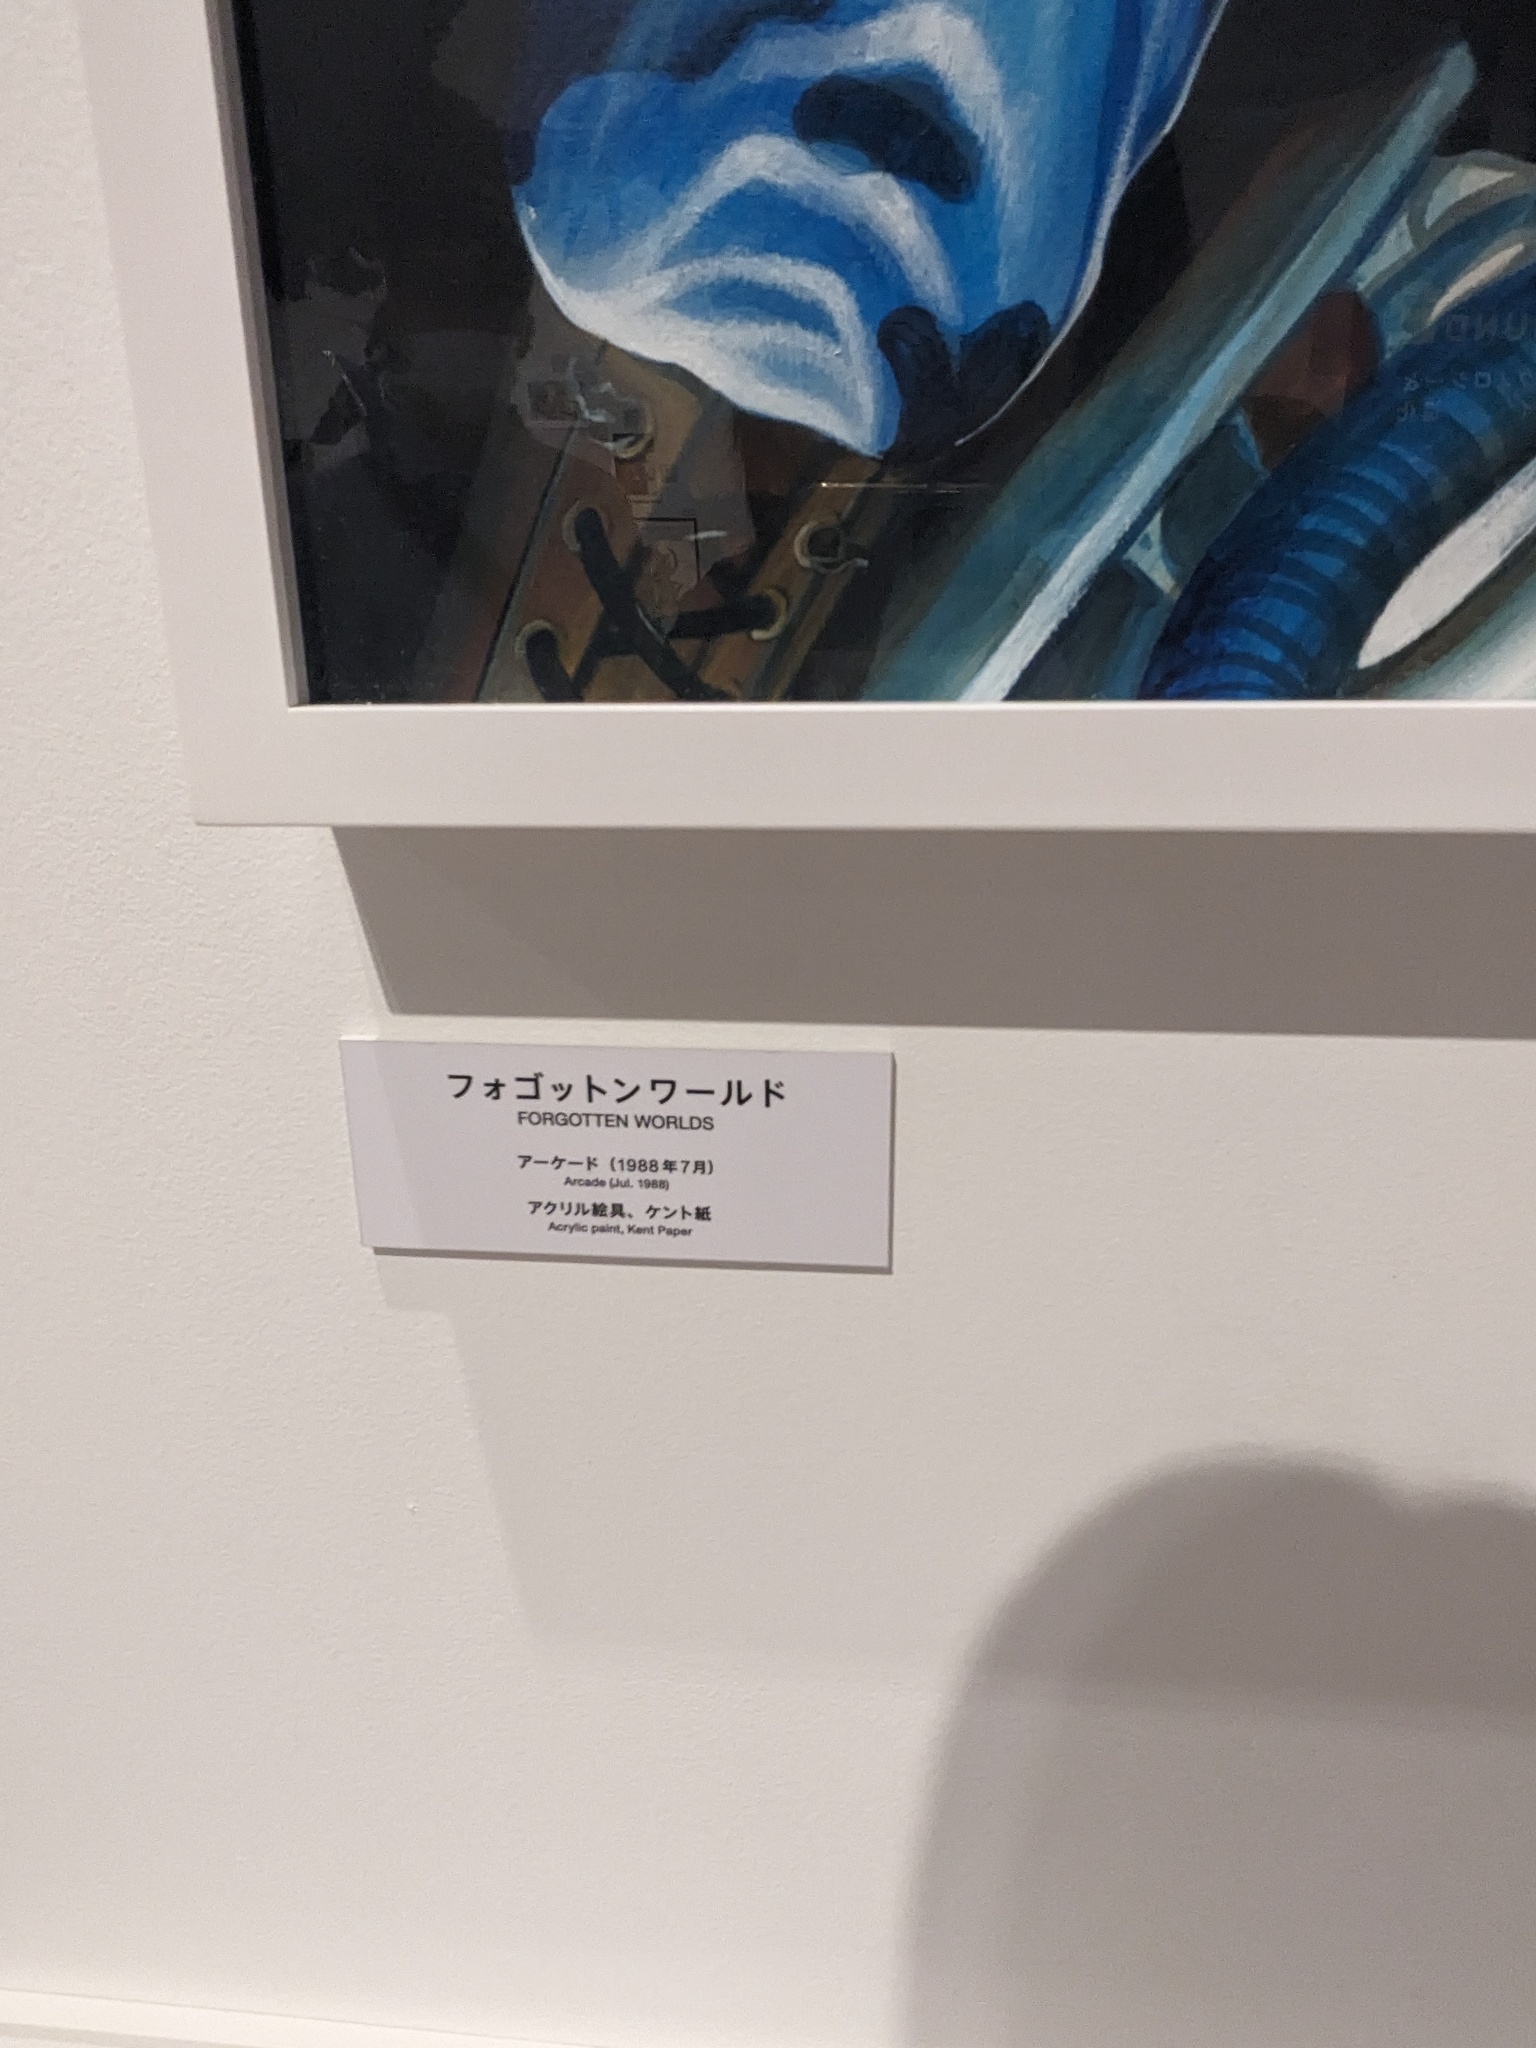 フォゴットンワールド
FORGOTTEN WORLDS
アーケード（1988年7月）
Arcade (Jul. 1988)
アクリル絵具、ケント紙
Acrylic paint, Kent Paper